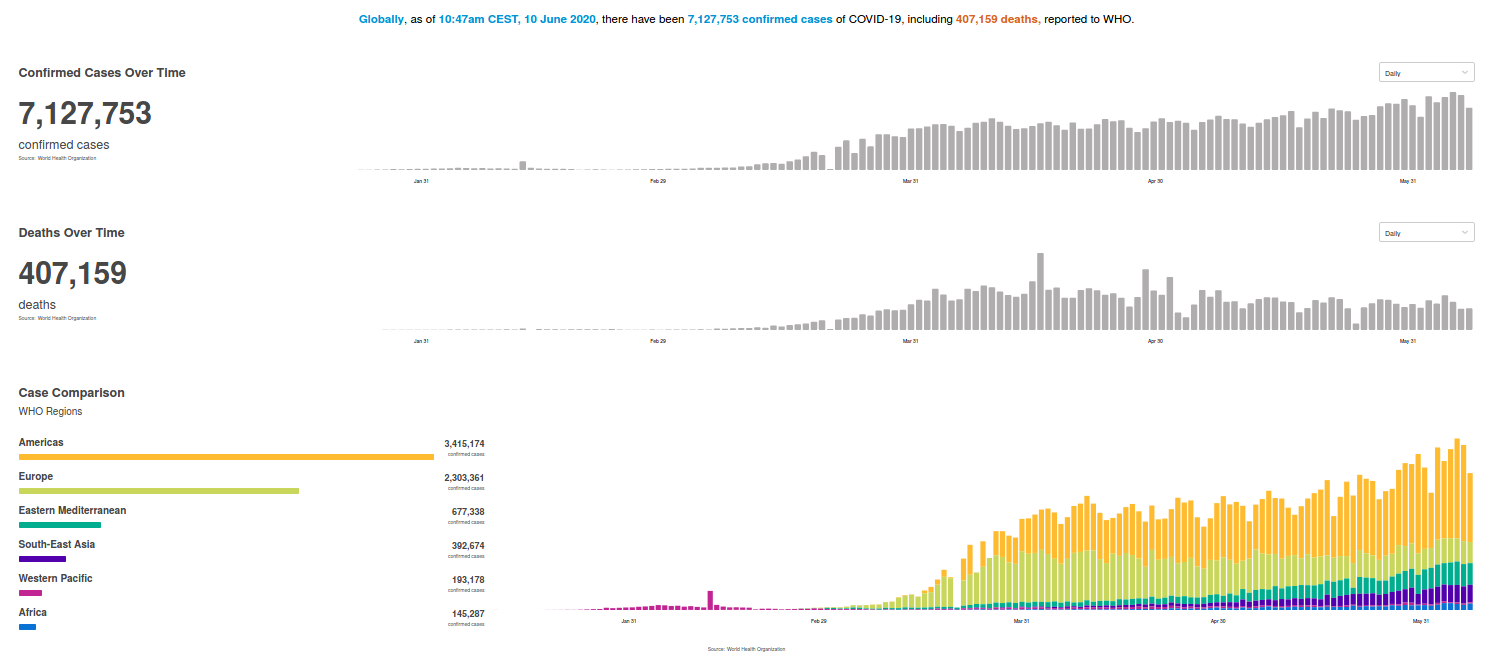 Globally, as of 10:47am CEST, 10 June 2020, there have been 7,127,753 confirmed cases of COVID-19, including 407,159 deaths, reported to WHO.
Confirmed Cases Over Time
Daily
7,127,753
confirmed cases
Source: World Health Organization
Jan 31
Feb 29
Mar 31
Apr 30
May 31
Deaths Over Time
Daily
407,159
deaths
Source: World Health Organization
Jan 31
Feb 29
Mar 31
Apr 30
May 31
Case Comparison
WHO Regions
Americas
3,415,174
confirmed cases
Europe
2,303,361
confirmed cases
Eastern Mediterranean
677,338
confirmed cases
South-East Asia
392,674
confirmed cases
Western Pacific
193,178
confirmed cases
Africa
145,287
confirmed cases
Jan 31
Feb 29
Mar 31
Apr 30
May 31
Source: World Health Organization